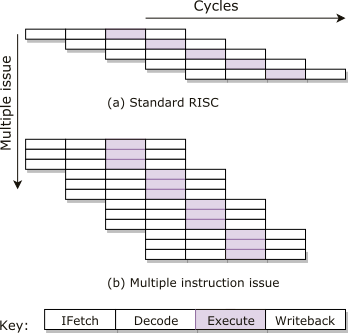 Cycles
Multiple issue
(a) Standard RISC
(b) Multiple instruction issue
Key: IFetch Decode Execute Writeback